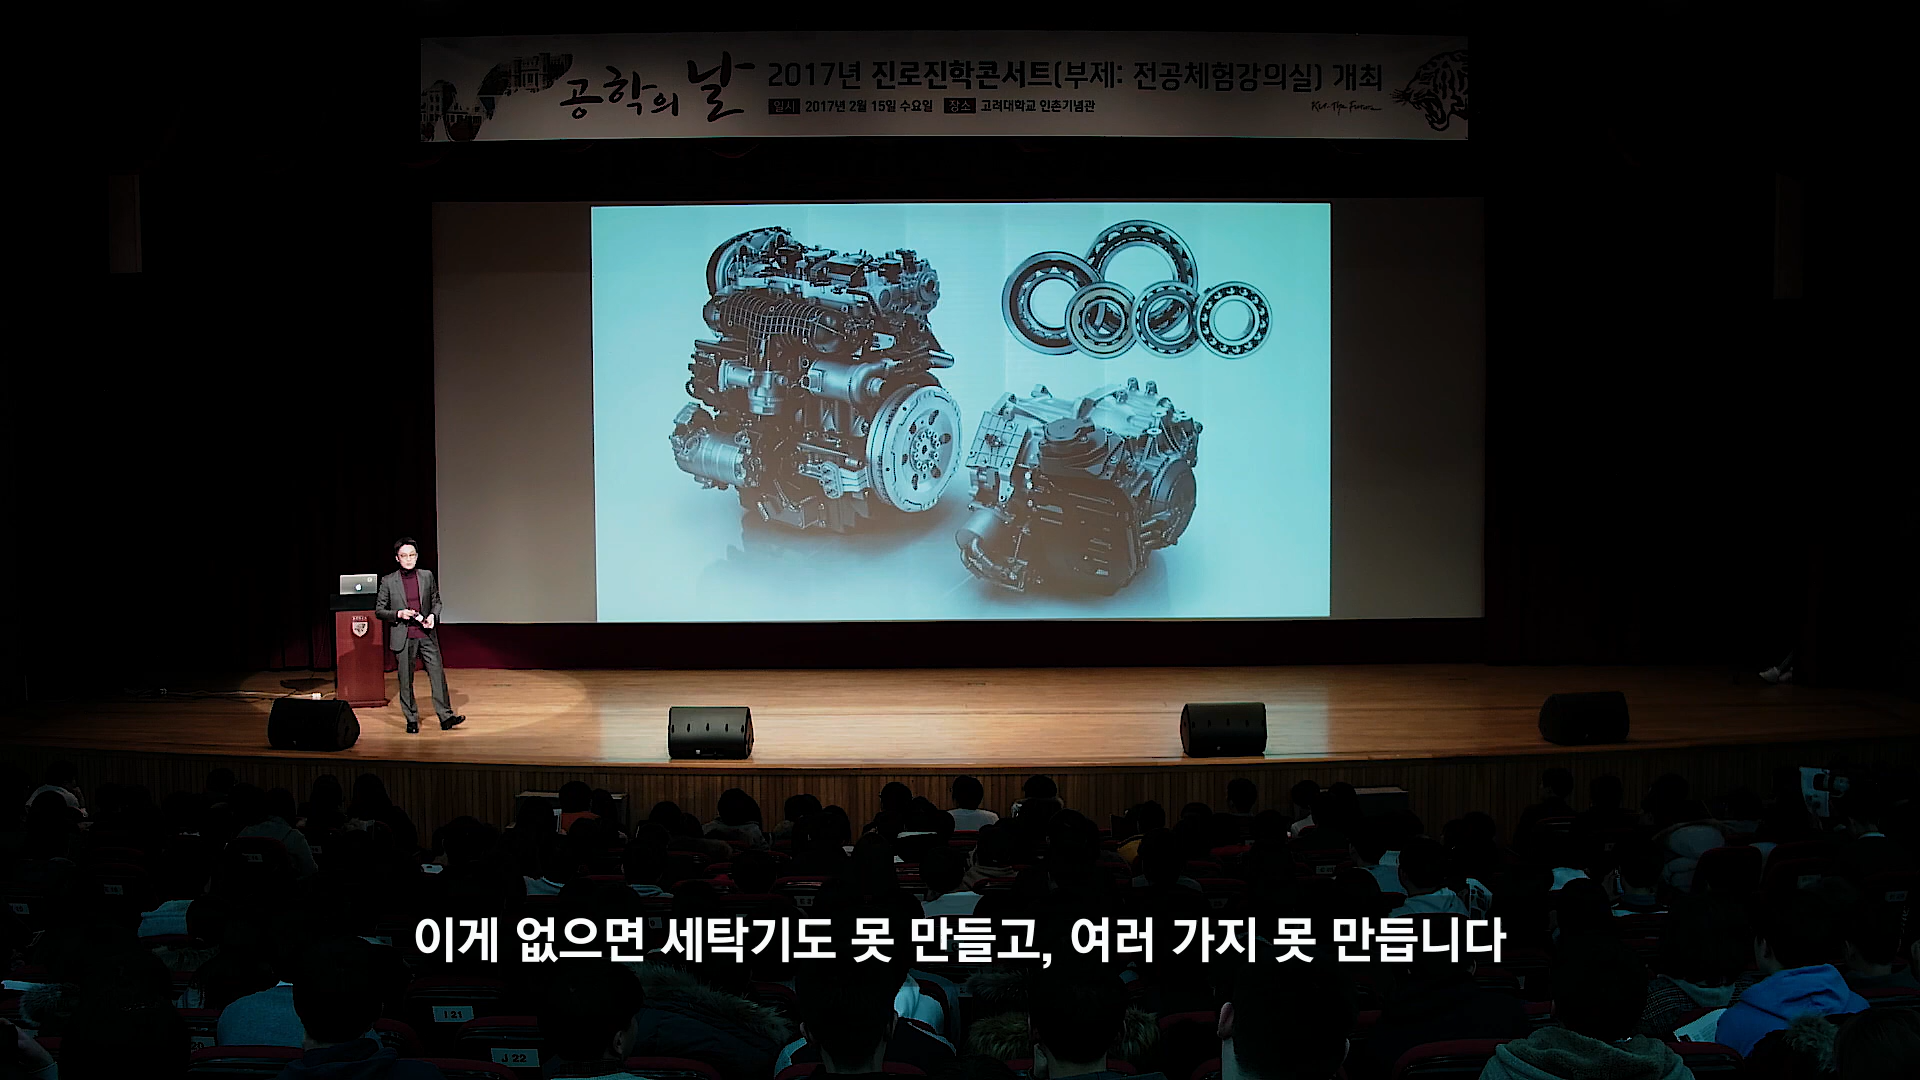 공학의 날
2017년 진로진학콘서트(부제: 전공체험강의실) 개최
일시 2017년 2월 15일 수요일 장소 고려대학교 인촌기념관
이게 없으면 세탁기도 못 만들고, 여러 가지 못 만듭니다
I 21
J 22